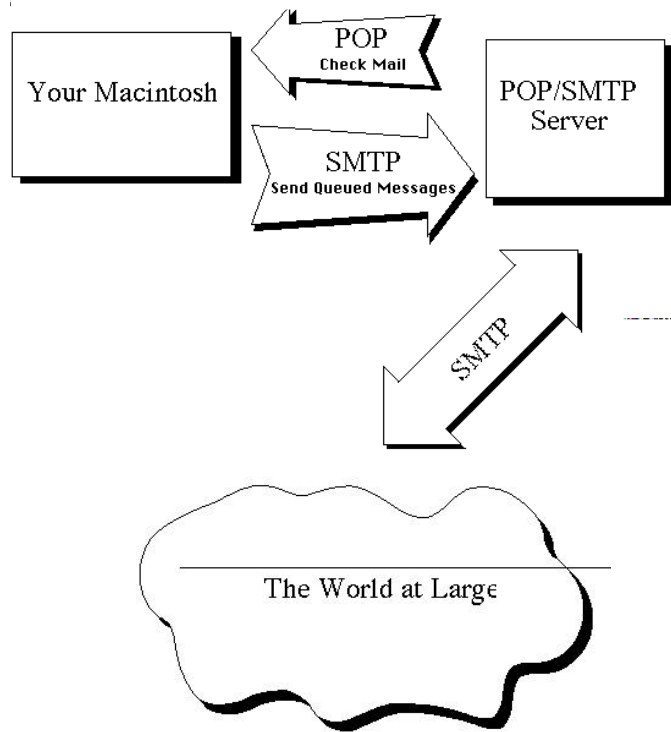 POP
Check Mail
Your Macintosh
POP/SMTP
Server
SMTP
Send Queued Messages
SMTP
The World at Large